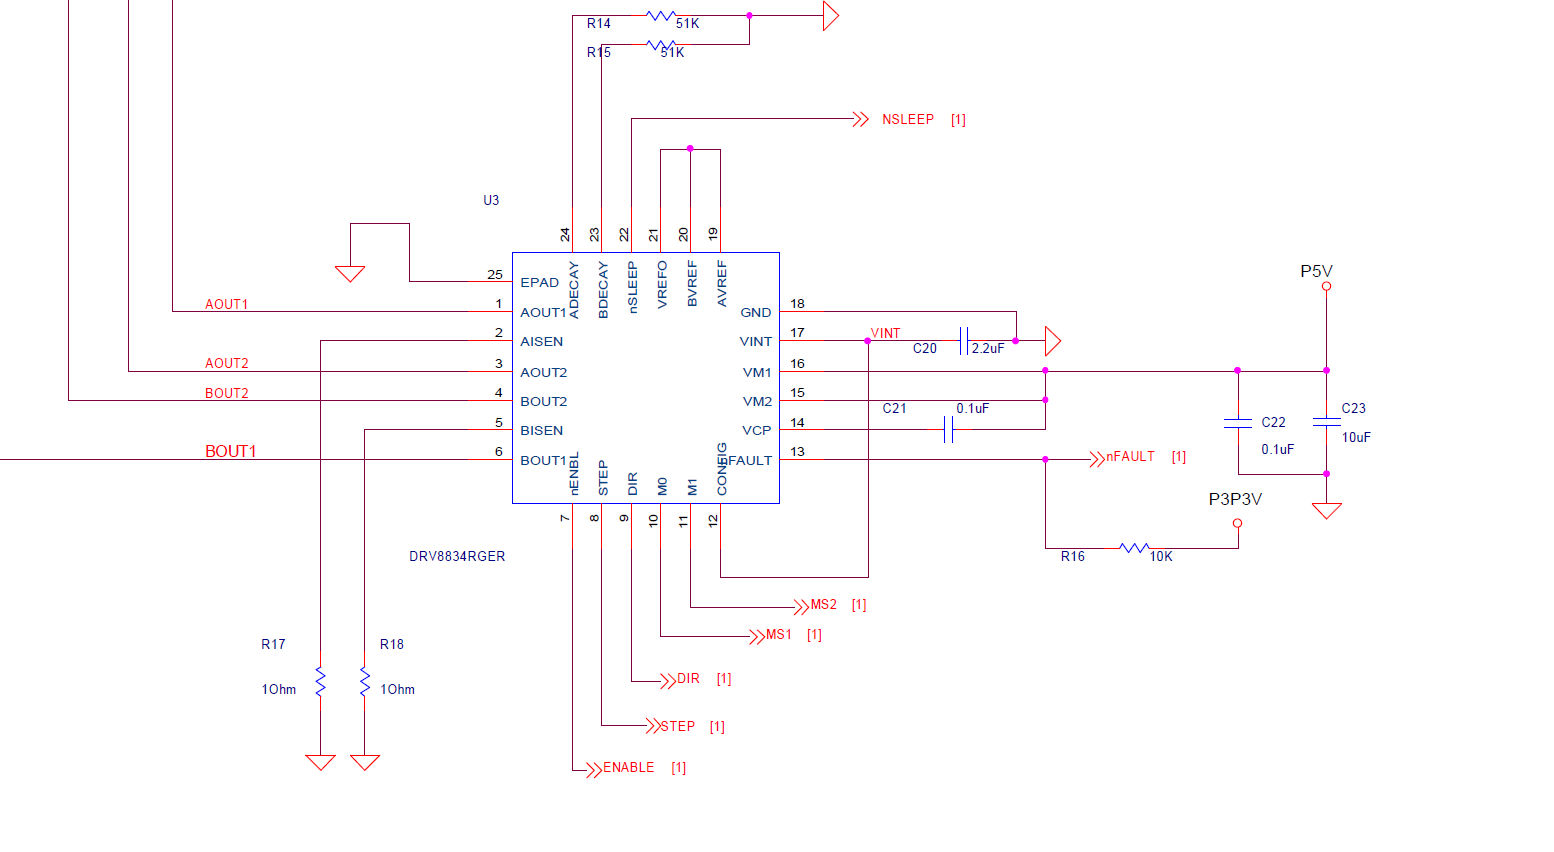 R14 51K
R15 51K
NSLEEP [1]
U3
24 23 22 21 20 19
ADECAY BDECAY nSLEEP VREFO BVREF AVREF
P5V
25 EPAD
AOUT1 1 AOUT1
2 AISEN
AOUT2 3 AOUT2
BOUT2 4 BOUT2
5 BISEN
BOUT1 6 BOUT1
GND 18
VINT 17 VINT
C20 2.2uF
VM1 16
VM2 15
C21 0.1uF
VCP 14
nFAULT 13
nFAULT [1]
C22
0.1uF
C23
10uF
P3P3V
R16 10K
nENBL STEP DIR M0 M1 CONFIG
7 8 9 10 11 12
DRV8834RGER
MS2 [1]
MS1 [1]
DIR [1]
STEP [1]
ENABLE [1]
R17
1Ohm
R18
1Ohm